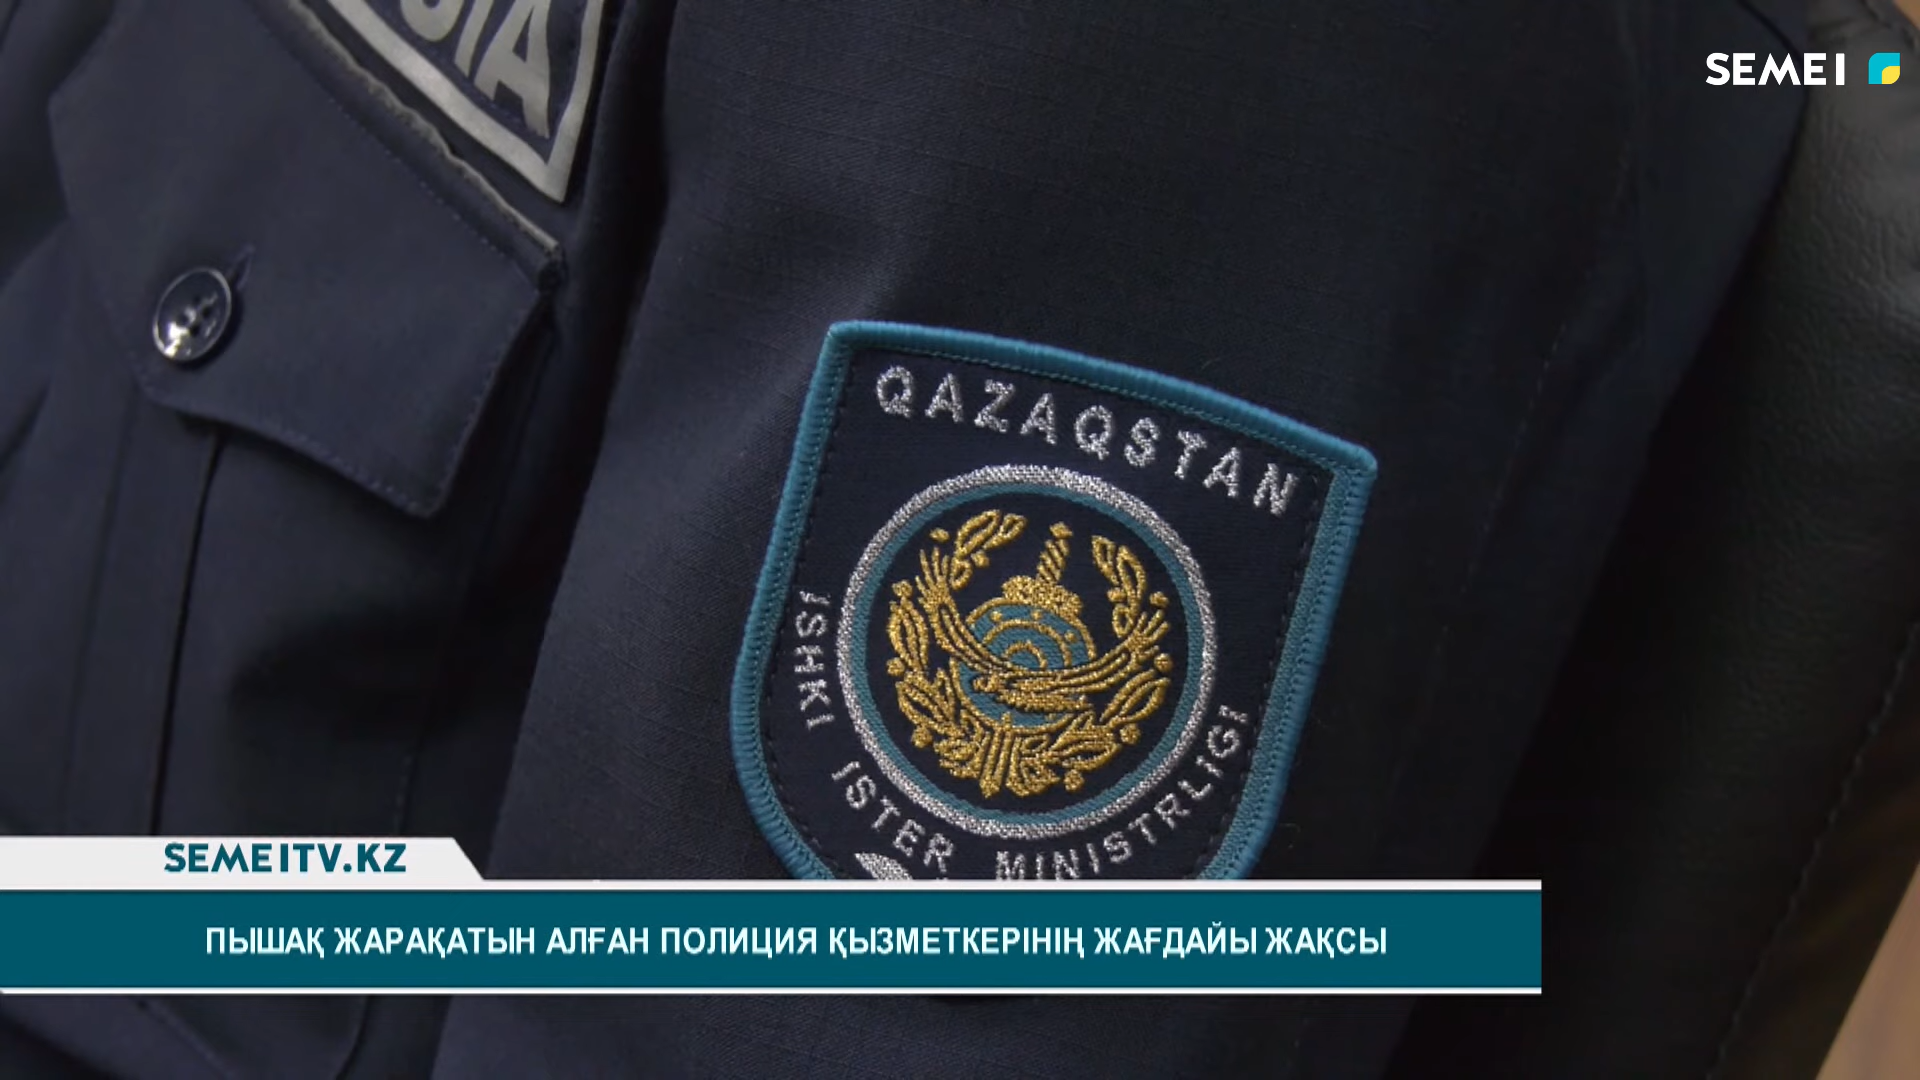 SEMEI
QAZAQSTAN
ISHKI ISTER MINISTRLIGI
SEMEITV.KZ
ПЫШАҚ ЖАРАҚАТЫН АЛҒАН ПОЛИЦИЯ ҚЫЗМЕТКЕРІНІҢ ЖАҒДАЙЫ ЖАҚСЫ